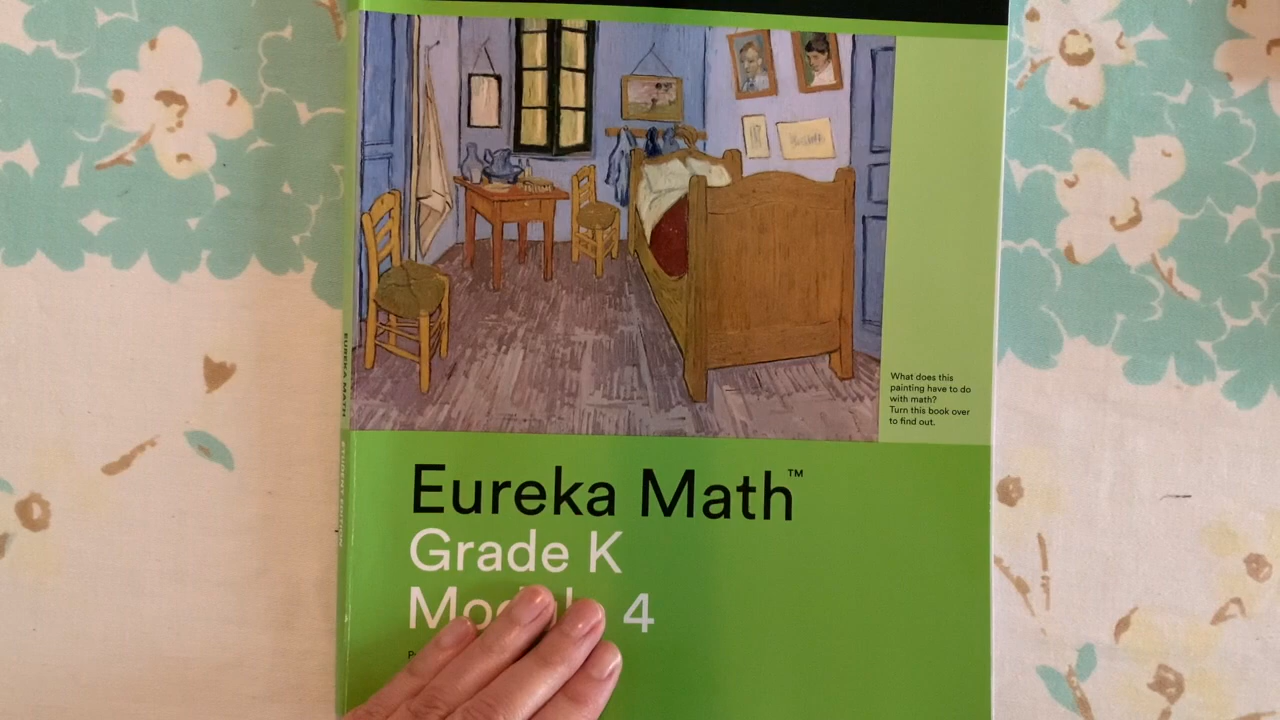 What does this
painting have to do
with math?
Turn this book over
to find out.
Eureka Math™
Grade K
4
EUREKA MATH
STUDENT EDITION